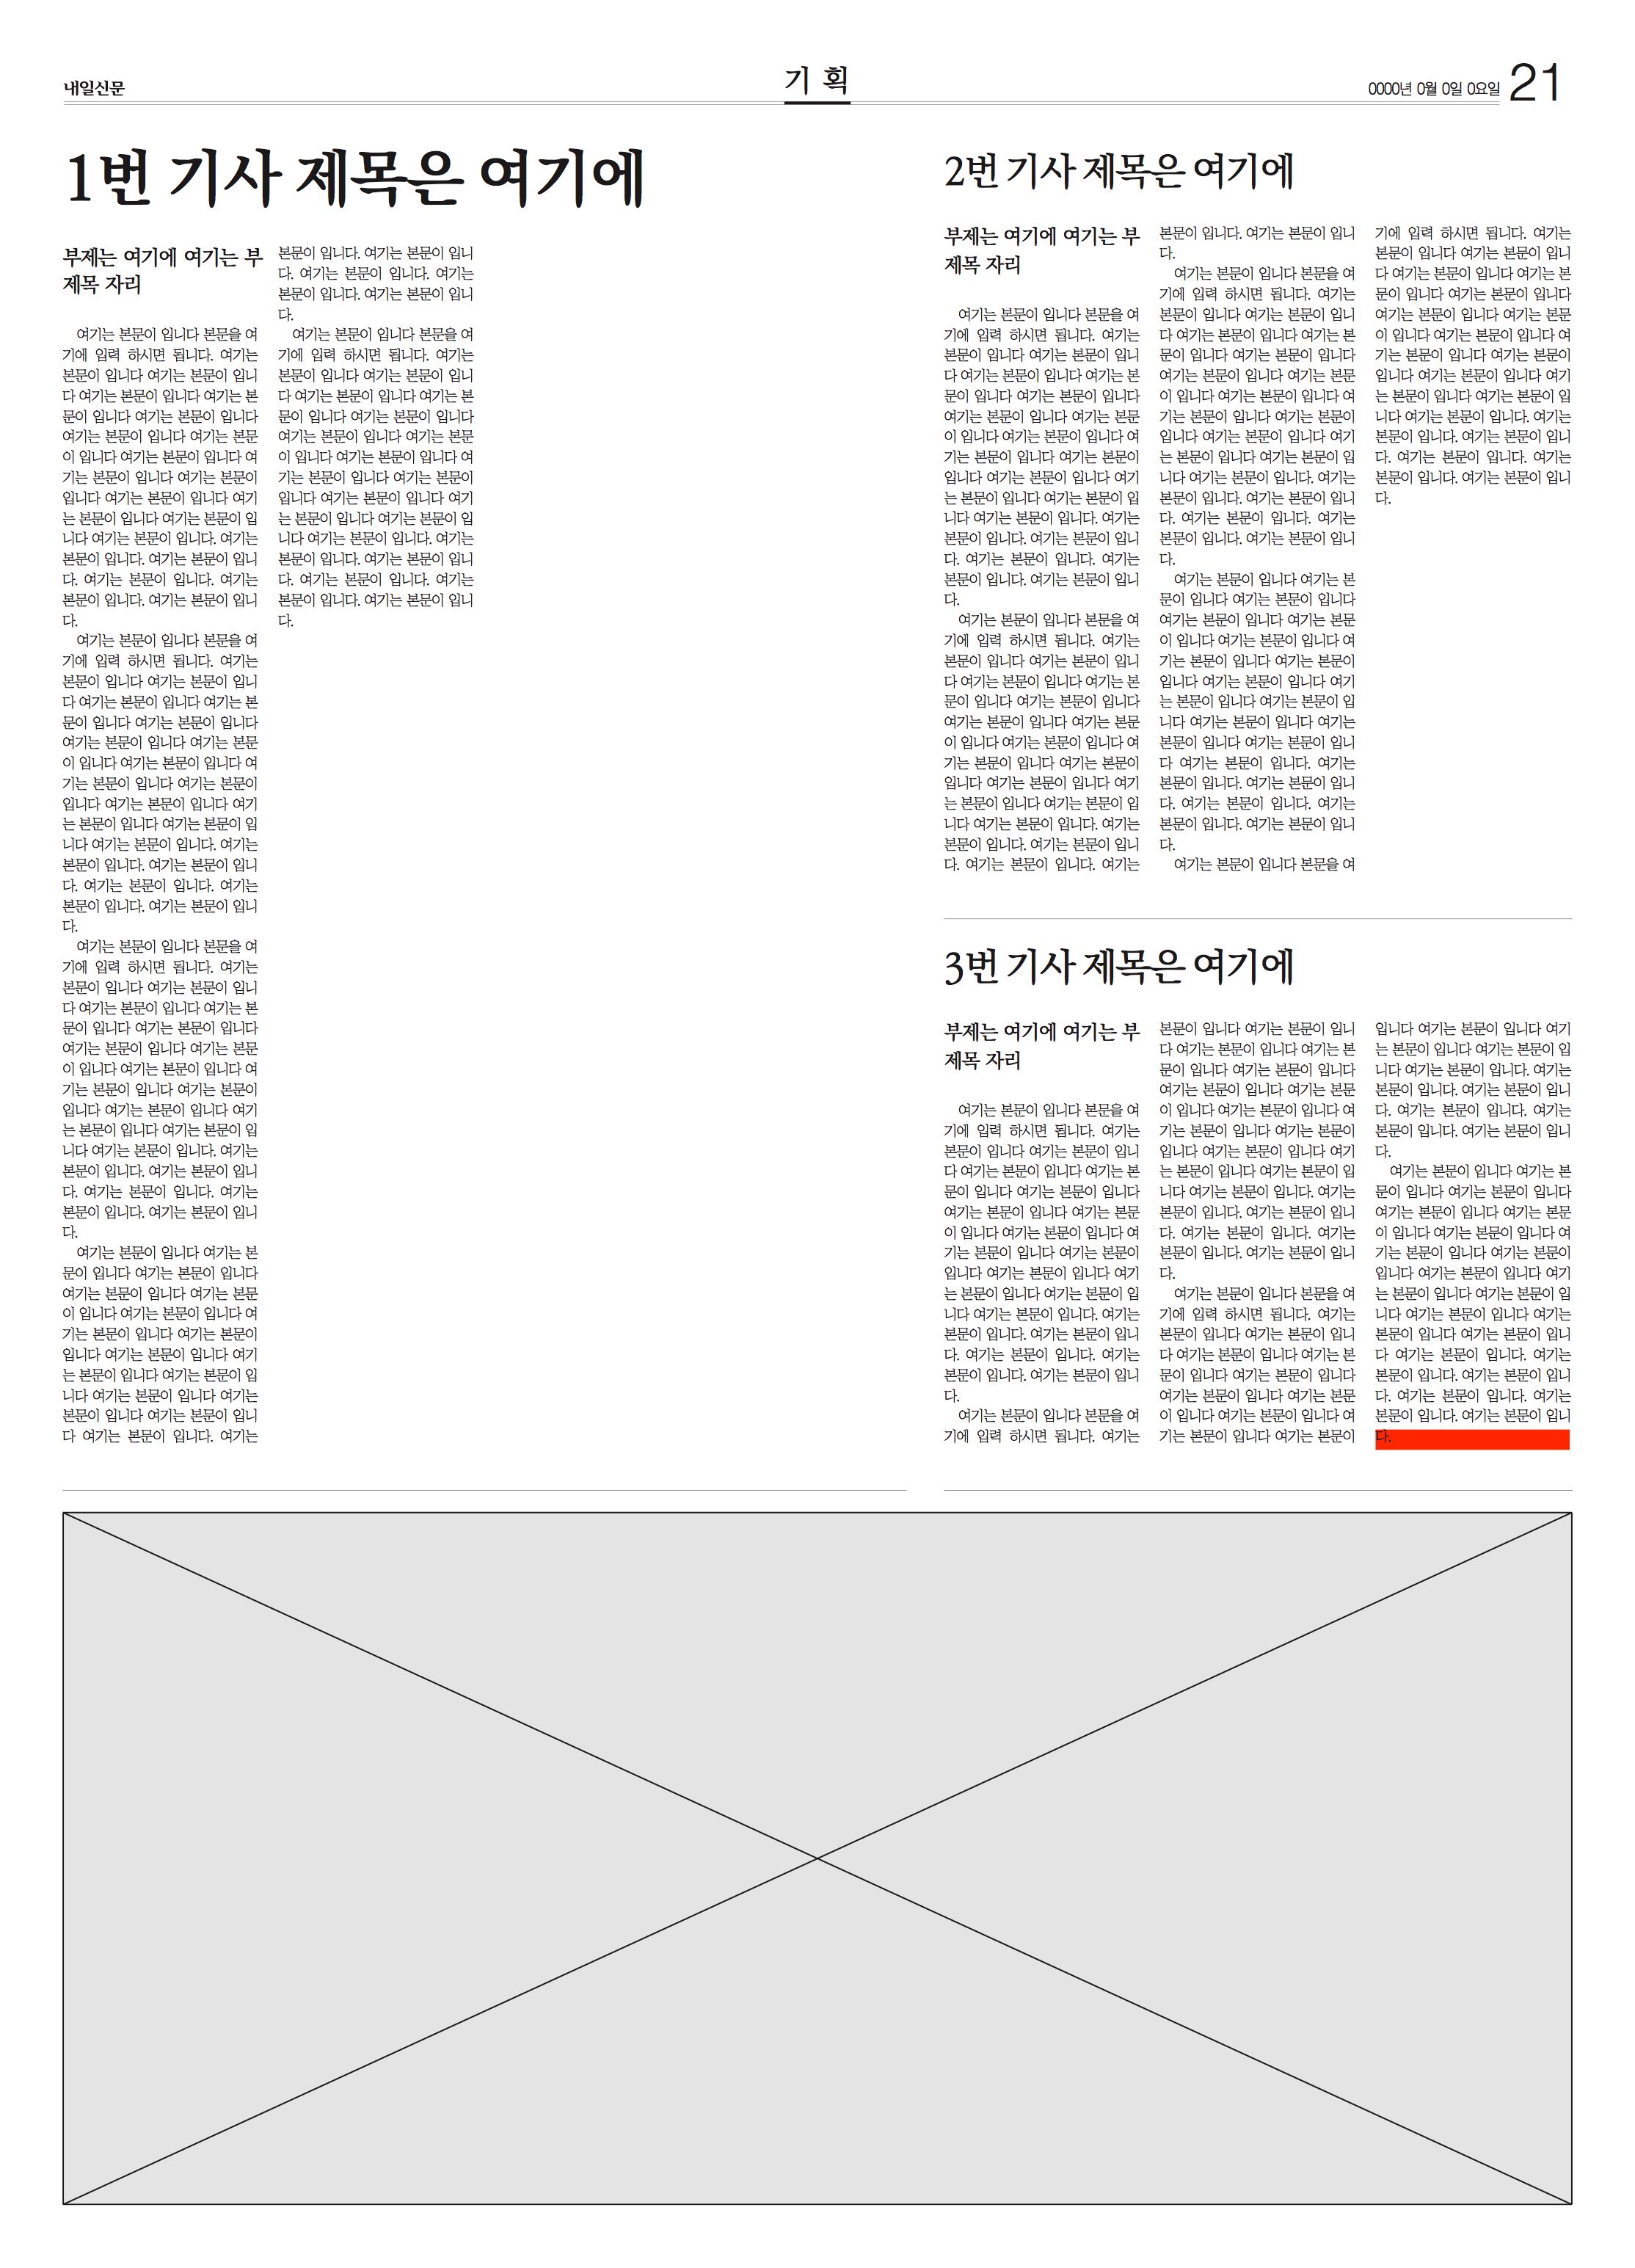 내일신문
기 획
0000년 0월 0일 0요일
21
1번 기사 제목은 여기에
부제는 여기에 여기는 부
제목 자리
여기는 본문이 입니다 본문을 여
기에 입력 하시면 됩니다. 여기는
본문이 입니다 여기는 본문이 입니
다 여기는 본문이 입니다 여기는 본
문이 입니다 여기는 본문이 입니다
여기는 본문이 입니다 여기는 본문
이 입니다 여기는 본문이 입니다 여
기는 본문이 입니다 여기는 본문이
입니다 여기는 본문이 입니다 여기
는 본문이 입니다 여기는 본문이 입
니다 여기는 본문이 입니다. 여기는
본문이 입니다. 여기는 본문이 입니
다. 여기는 본문이 입니다. 여기는
본문이 입니다. 여기는 본문이 입니
다.
여기는 본문이 입니다 본문을 여
기에 입력 하시면 됩니다. 여기는
본문이 입니다 여기는 본문이 입니
다 여기는 본문이 입니다 여기는 본
문이 입니다 여기는 본문이 입니다
여기는 본문이 입니다 여기는 본문
이 입니다 여기는 본문이 입니다 여
기는 본문이 입니다 여기는 본문이
입니다 여기는 본문이 입니다 여기
는 본문이 입니다 여기는 본문이 입
니다 여기는 본문이 입니다. 여기는
본문이 입니다. 여기는 본문이 입니
다. 여기는 본문이 입니다. 여기는
본문이 입니다. 여기는 본문이 입니
다.
여기는 본문이 입니다 본문을 여
기에 입력 하시면 됩니다. 여기는
본문이 입니다 여기는 본문이 입니
다 여기는 본문이 입니다 여기는 본
문이 입니다 여기는 본문이 입니다
여기는 본문이 입니다 여기는 본문
이 입니다 여기는 본문이 입니다 여
기는 본문이 입니다 여기는 본문이
입니다 여기는 본문이 입니다 여기
는 본문이 입니다 여기는 본문이 입
니다 여기는 본문이 입니다. 여기는
본문이 입니다. 여기는 본문이 입니
다. 여기는 본문이 입니다. 여기는
본문이 입니다. 여기는 본문이 입니
다.
여기는 본문이 입니다 여기는 본
문이 입니다 여기는 본문이 입니다
여기는 본문이 입니다 여기는 본문
이 입니다 여기는 본문이 입니다 여
기는 본문이 입니다 여기는 본문이
입니다 여기는 본문이 입니다 여기
는 본문이 입니다 여기는 본문이 입
니다 여기는 본문이 입니다 여기는
본문이 입니다 여기는 본문이 입니
다 여기는 본문이 입니다. 여기는
본문이 입니다. 여기는 본문이 입니
다. 여기는 본문이 입니다. 여기는
본문이 입니다. 여기는 본문이 입니
다.
여기는 본문이 입니다 본문을 여
기에 입력 하시면 됩니다. 여기는
본문이 입니다 여기는 본문이 입니
다 여기는 본문이 입니다 여기는 본
문이 입니다 여기는 본문이 입니다
여기는 본문이 입니다 여기는 본문
이 입니다 여기는 본문이 입니다 여
기는 본문이 입니다 여기는 본문이
입니다 여기는 본문이 입니다 여기
는 본문이 입니다 여기는 본문이 입
니다 여기는 본문이 입니다. 여기는
본문이 입니다. 여기는 본문이 입니
다. 여기는 본문이 입니다. 여기는
본문이 입니다. 여기는 본문이 입니
다.
2번 기사 제목은 여기에
부제는 여기에 여기는 부
제목 자리
여기는 본문이 입니다 본문을 여
기에 입력 하시면 됩니다. 여기는
본문이 입니다 여기는 본문이 입니
다 여기는 본문이 입니다 여기는 본
문이 입니다 여기는 본문이 입니다
여기는 본문이 입니다 여기는 본문
이 입니다 여기는 본문이 입니다 여
기는 본문이 입니다 여기는 본문이
입니다 여기는 본문이 입니다 여기
는 본문이 입니다 여기는 본문이 입
니다 여기는 본문이 입니다. 여기는
본문이 입니다. 여기는 본문이 입니
다. 여기는 본문이 입니다. 여기는
본문이 입니다. 여기는 본문이 입니
다.
여기는 본문이 입니다 본문을 여
기에 입력 하시면 됩니다. 여기는
본문이 입니다 여기는 본문이 입니
다 여기는 본문이 입니다 여기는 본
문이 입니다 여기는 본문이 입니다
여기는 본문이 입니다 여기는 본문
이 입니다 여기는 본문이 입니다 여
기는 본문이 입니다 여기는 본문이
입니다 여기는 본문이 입니다 여기
는 본문이 입니다 여기는 본문이 입
니다 여기는 본문이 입니다. 여기는
본문이 입니다. 여기는 본문이 입니
다. 여기는 본문이 입니다. 여기는
본문이 입니다. 여기는 본문이 입니
다.
여기는 본문이 입니다 본문을 여
기에 입력 하시면 됩니다. 여기는
본문이 입니다 여기는 본문이 입니
다 여기는 본문이 입니다 여기는 본
문이 입니다 여기는 본문이 입니다
여기는 본문이 입니다 여기는 본문
이 입니다 여기는 본문이 입니다 여
기는 본문이 입니다 여기는 본문이
입니다 여기는 본문이 입니다 여기
는 본문이 입니다 여기는 본문이 입
니다 여기는 본문이 입니다. 여기는
본문이 입니다. 여기는 본문이 입니
다. 여기는 본문이 입니다. 여기는
본문이 입니다. 여기는 본문이 입니
다.
여기는 본문이 입니다 여기는 본
문이 입니다 여기는 본문이 입니다
여기는 본문이 입니다 여기는 본문
이 입니다 여기는 본문이 입니다 여
기는 본문이 입니다 여기는 본문이
입니다 여기는 본문이 입니다 여기
는 본문이 입니다 여기는 본문이 입
니다 여기는 본문이 입니다 여기는
본문이 입니다 여기는 본문이 입니
다 여기는 본문이 입니다. 여기는
본문이 입니다. 여기는 본문이 입니
다. 여기는 본문이 입니다. 여기는
본문이 입니다. 여기는 본문이 입니
다.
여기는 본문이 입니다 본문을 여
기에 입력 하시면 됩니다. 여기는
본문이 입니다 여기는 본문이 입니
다 여기는 본문이 입니다 여기는 본
문이 입니다 여기는 본문이 입니다
여기는 본문이 입니다 여기는 본문
이 입니다 여기는 본문이 입니다 여
기는 본문이 입니다 여기는 본문이
입니다 여기는 본문이 입니다 여기
는 본문이 입니다 여기는 본문이 입
니다 여기는 본문이 입니다. 여기는
본문이 입니다. 여기는 본문이 입니
다. 여기는 본문이 입니다. 여기는
본문이 입니다. 여기는 본문이 입니
다.
3번 기사 제목은 여기에
부제는 여기에 여기는 부
제목 자리
여기는 본문이 입니다 본문을 여
기에 입력 하시면 됩니다. 여기는
본문이 입니다 여기는 본문이 입니
다 여기는 본문이 입니다 여기는 본
문이 입니다 여기는 본문이 입니다
여기는 본문이 입니다 여기는 본문
이 입니다 여기는 본문이 입니다 여
기는 본문이 입니다 여기는 본문이
입니다 여기는 본문이 입니다 여기
는 본문이 입니다 여기는 본문이 입
니다 여기는 본문이 입니다. 여기는
본문이 입니다. 여기는 본문이 입니
다. 여기는 본문이 입니다. 여기는
본문이 입니다. 여기는 본문이 입니
다.
여기는 본문이 입니다 본문을 여
기에 입력 하시면 됩니다. 여기는
본문이 입니다 여기는 본문이 입니
다 여기는 본문이 입니다 여기는 본
문이 입니다 여기는 본문이 입니다
여기는 본문이 입니다 여기는 본문
이 입니다 여기는 본문이 입니다 여
기는 본문이 입니다 여기는 본문이
입니다 여기는 본문이 입니다 여기
는 본문이 입니다 여기는 본문이 입
니다 여기는 본문이 입니다. 여기는
본문이 입니다. 여기는 본문이 입니
다. 여기는 본문이 입니다. 여기는
본문이 입니다. 여기는 본문이 입니
다.
여기는 본문이 입니다 본문을 여
기에 입력 하시면 됩니다. 여기는
본문이 입니다 여기는 본문이 입니
다 여기는 본문이 입니다 여기는 본
문이 입니다 여기는 본문이 입니다
여기는 본문이 입니다 여기는 본문
이 입니다 여기는 본문이 입니다 여
기는 본문이 입니다 여기는 본문이
입니다 여기는 본문이 입니다 여기
는 본문이 입니다 여기는 본문이 입
니다 여기는 본문이 입니다. 여기는
본문이 입니다. 여기는 본문이 입니
다. 여기는 본문이 입니다. 여기는
본문이 입니다. 여기는 본문이 입니
다.
여기는 본문이 입니다 여기는 본
문이 입니다 여기는 본문이 입니다
여기는 본문이 입니다 여기는 본문
이 입니다 여기는 본문이 입니다 여
기는 본문이 입니다 여기는 본문이
입니다 여기는 본문이 입니다 여기
는 본문이 입니다 여기는 본문이 입
니다 여기는 본문이 입니다 여기는
본문이 입니다 여기는 본문이 입니
다 여기는 본문이 입니다. 여기는
본문이 입니다. 여기는 본문이 입니
다. 여기는 본문이 입니다. 여기는
본문이 입니다. 여기는 본문이 입니
다.